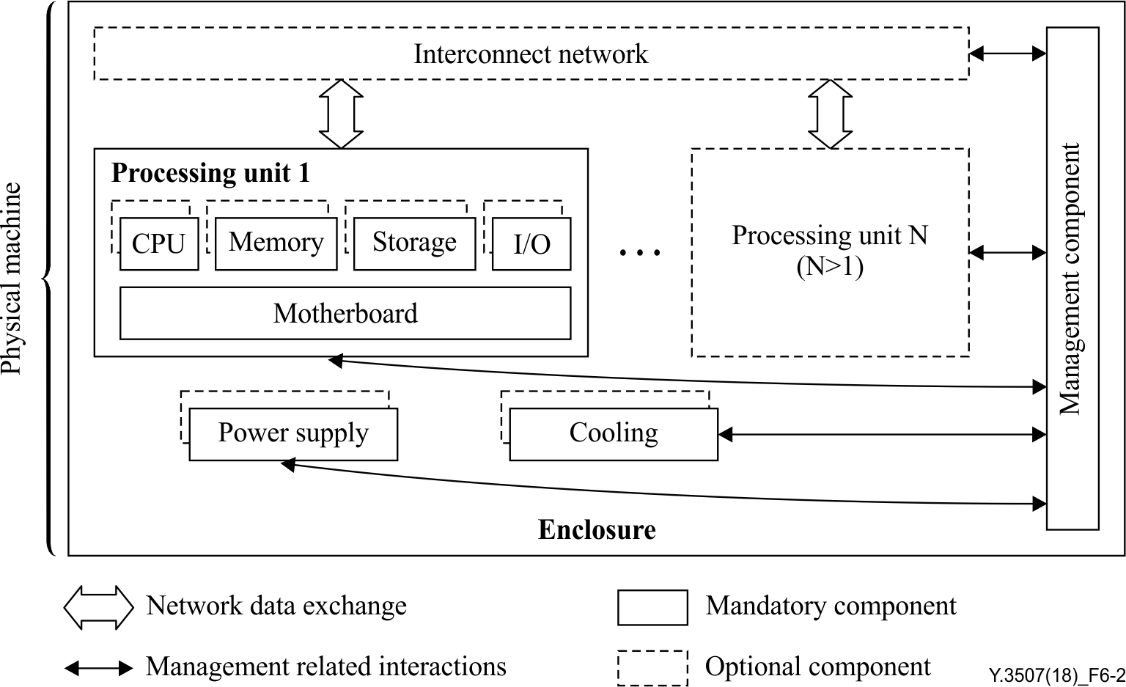 Physical machine
Interconnect network
Processing unit 1
CPU
Memory
Storage
I/O
Motherboard
...
Processing unit N
(N>1)
Management component
Power supply
Cooling
Enclosure
Network data exchange
Mandatory component
Management related interactions
Optional component
Y.3507(18)_F6-2